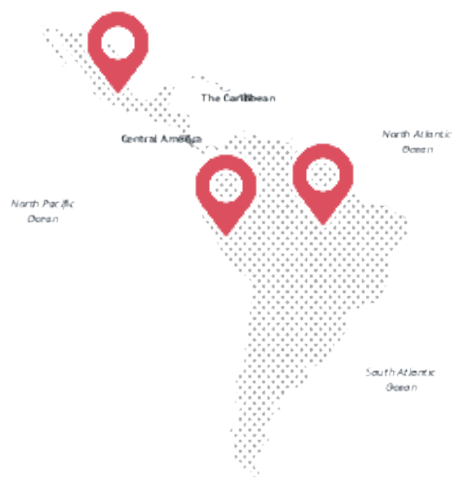 The Caribbean
Central America
North Atlantic
Ocean
North Pacific
Ocean
South Atlantic
Ocean